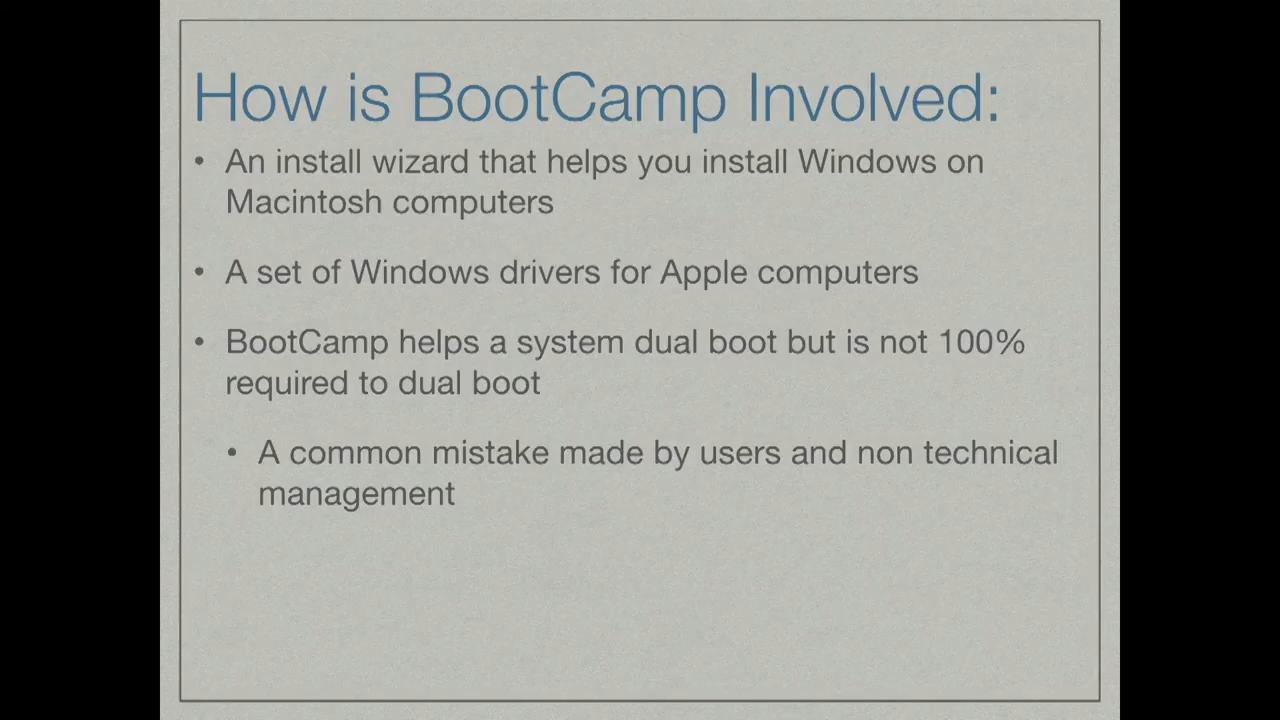 How is BootCamp Involved:
• An install wizard that helps you install Windows on
Macintosh computers
• A set of Windows drivers for Apple computers
• BootCamp helps a system dual boot but is not 100%
required to dual boot
• A common mistake made by users and non technical
management